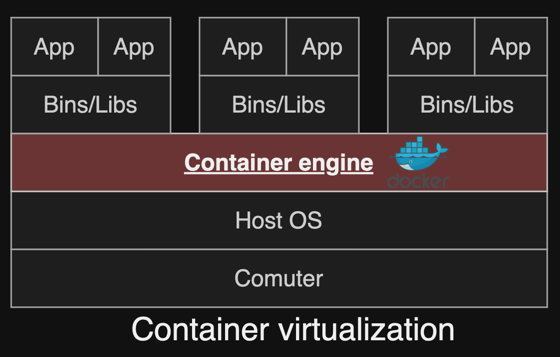 App App App App App App
Bins/Libs Bins/Libs Bins/Libs
Container engine docker
Host OS
Comuter
Container virtualization